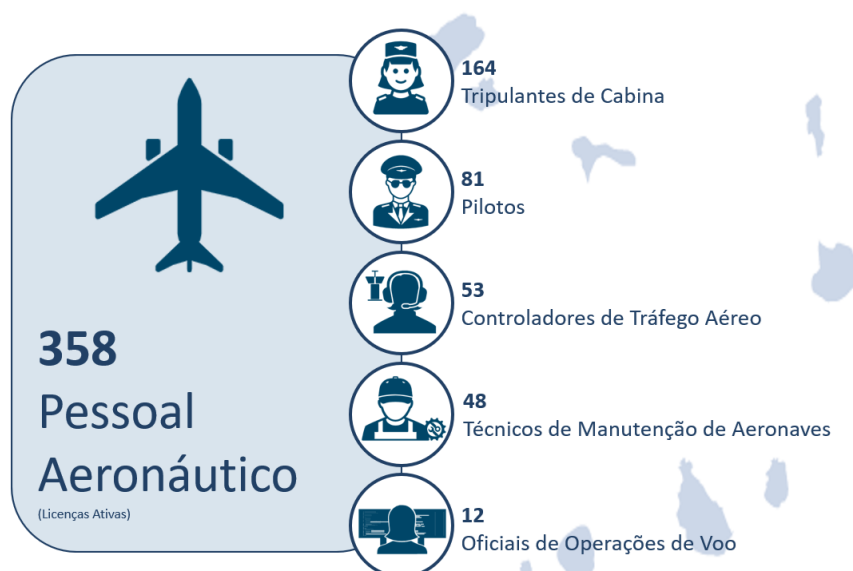 358
Pessoal
Aeronáutico
(Licenças Ativas)
164
Tripulantes de Cabina
81
Pilotos
53
Controladores de Tráfego Aéreo
48
Técnicos de Manutenção de Aeronaves
12
Oficiais de Operações de Voo